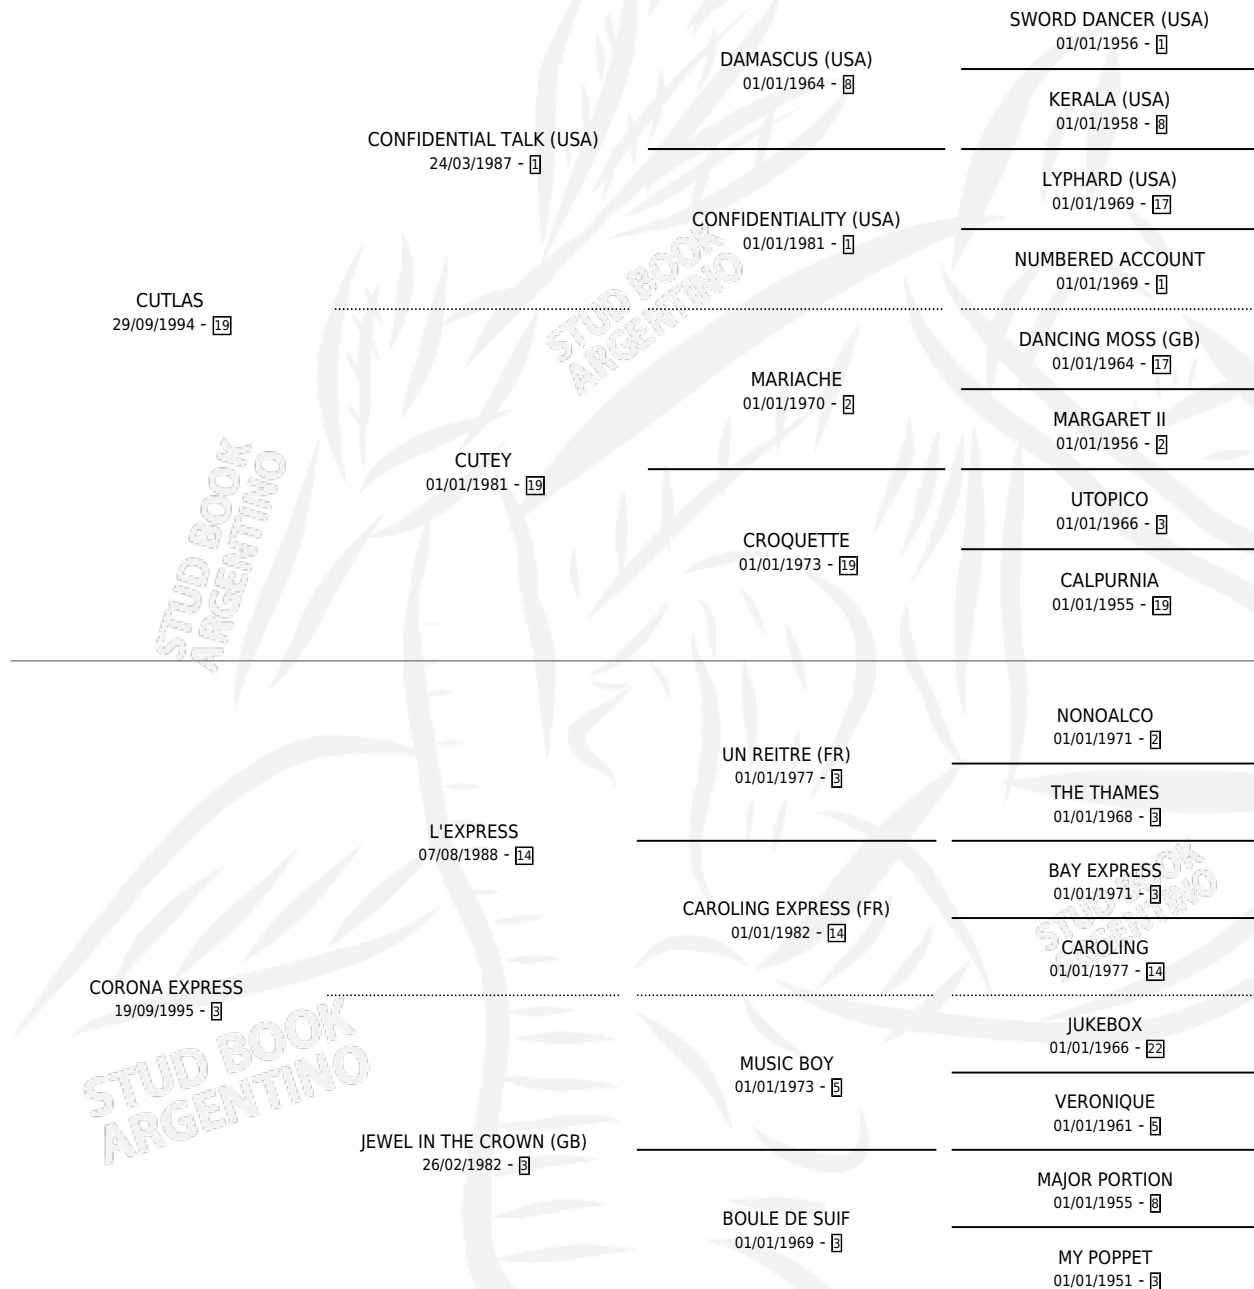 SWORD DANCER (USA)
01/01/1956 - 1
DAMASCUS (USA)
01/01/1964 - 8
KERALA (USA)
01/01/1958 - 8
CONFIDENTIAL TALK (USA)
24/03/1987 - 1
LYPHARD (USA)
01/01/1969 - 17
CONFIDENTIALITY (USA)
01/01/1981 - 1
NUMBERED ACCOUNT
01/01/1969 - 1
CUTLAS
29/09/1994 - 19
STUD BOOK
ARGENTINO
DANCING MOSS (GB)
01/01/1964 - 17
MARIACHE
01/01/1970 - 2
MARGARET II
01/01/1956 - 2
CUTEY
01/01/1981 - 19
UTOPICO
01/01/1966 - 3
CROQUETTE
01/01/1973 - 19
CALPURNIA
01/01/1955 - 19
STUD BOOK
ARGENTINO
NONOALCO
01/01/1971 - 2
UN REITRE (FR)
01/01/1977 - 3
THE THAMES
01/01/1968 - 3
L'EXPRESS
07/08/1988 - 14
BAY EXPRESS
01/01/1971 - 3
CAROLING EXPRESS (FR)
01/01/1982 - 14
CAROLING
01/01/1977 - 14
STUD BOOK
ARGENTINO
CORONA EXPRESS
19/09/1995 - 3
JUKEBOX
01/01/1966 - 22
MUSIC BOY
01/01/1973 - 5
VERONIQUE
01/01/1961 - 5
STUD BOOK
ARGENTINO
JEWEL IN THE CROWN (GB)
26/02/1982 - 3
MAJOR PORTION
01/01/1955 - 8
BOULE DE SUIF
01/01/1969 - 3
MY POPPET
01/01/1951 - 3